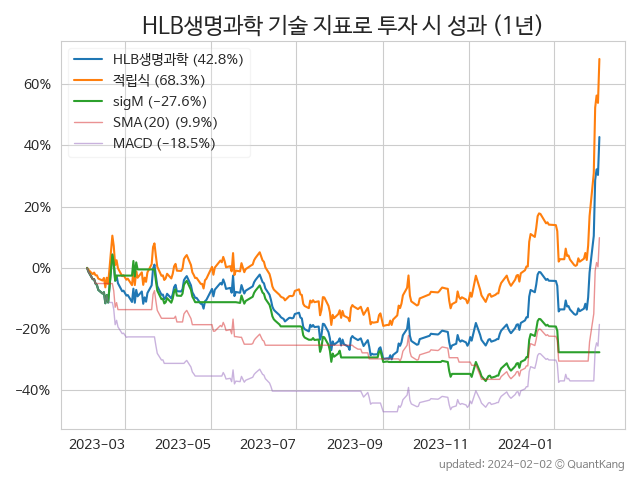 HLB생명과학 기술 지표로 투자 시 성과 (1년)
HLB생명과학 (42.8%)
적립식 (68.3%)
sigM (−27.6%)
SMA(20) (9.9%)
MACD (−18.5%)
60%
40%
20%
0%
−20%
−40%
2023-03 2023-05 2023-07 2023-09 2023-11 2024-01
updated: 2024-02-02 © QuantKang